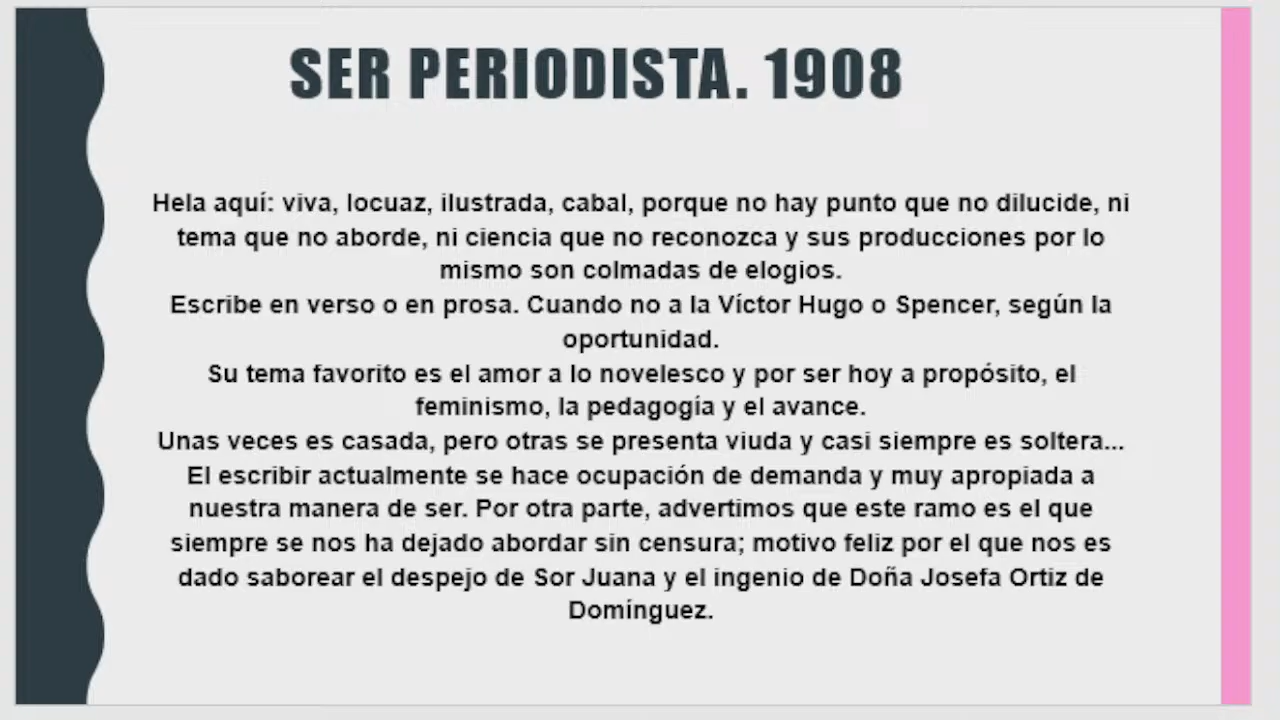 SER PERIODISTA. 1908
Hela aquí: viva, locuaz, ilustrada, cabal, porque no hay punto que no dilucide, ni
tema que no aborde, ni ciencia que no reconozca y sus producciones por lo
mismo son colmadas de elogios.
Escribe en verso o en prosa. Cuando no a la Víctor Hugo o Spencer, según la
oportunidad.
Su tema favorito es el amor a lo novelesco y por ser hoy a propósito, el
feminismo, la pedagogía y el avance.
Unas veces es casada, pero otras se presenta viuda y casi siempre es soltera...
El escribir actualmente se hace ocupación de demanda y muy apropiada a
nuestra manera de ser. Por otra parte, advertimos que este ramo es el que
siempre se nos ha dejado abordar sin censura; motivo feliz por el que nos es
dado saborear el despejo de Sor Juana y el ingenio de Doña Josefa Ortiz de
Domínguez.